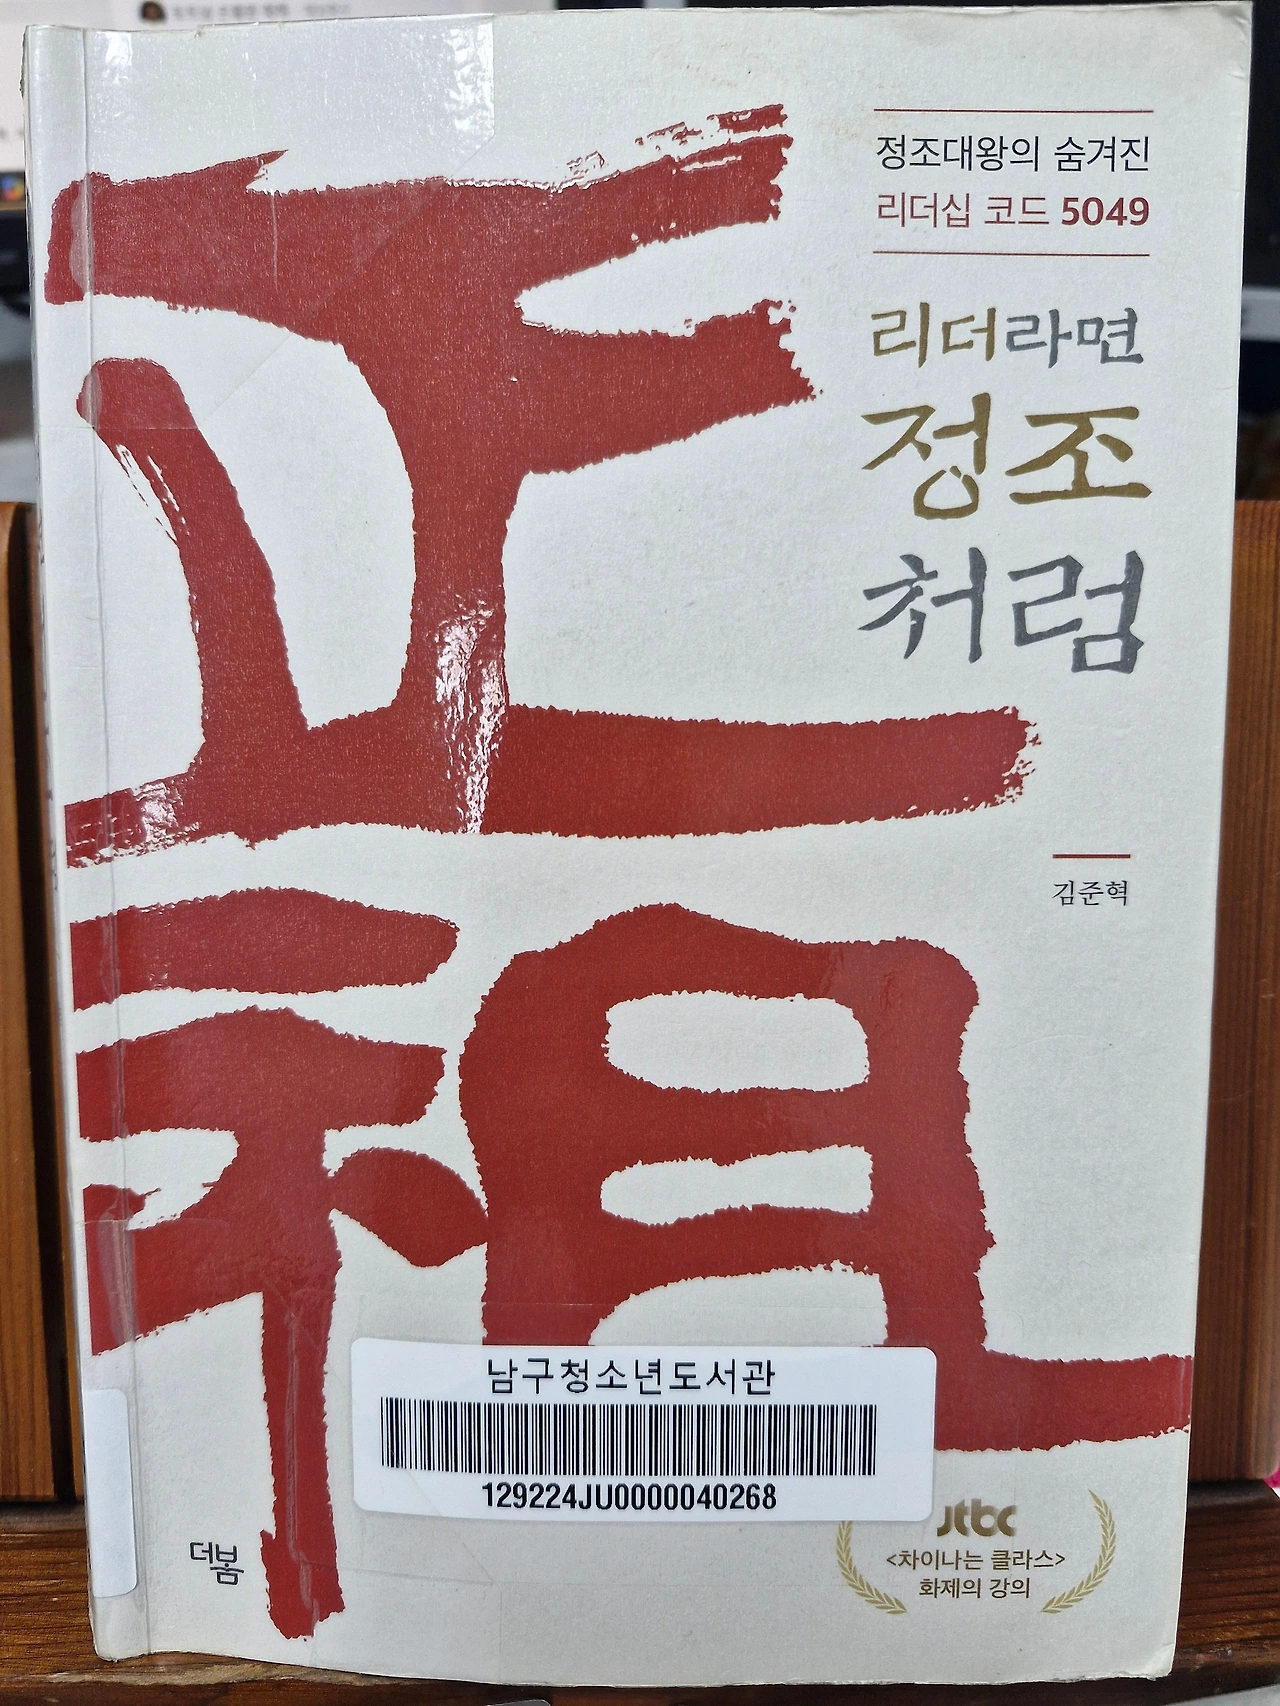 정조대왕의 숨겨진
리더십 코드 5049
리더라면
정조
처럼
김준혁
正祖
남구청소년도서관
129224JU0000040268
더봄
jtbc
<차이나는 클라스>
화제의 강의